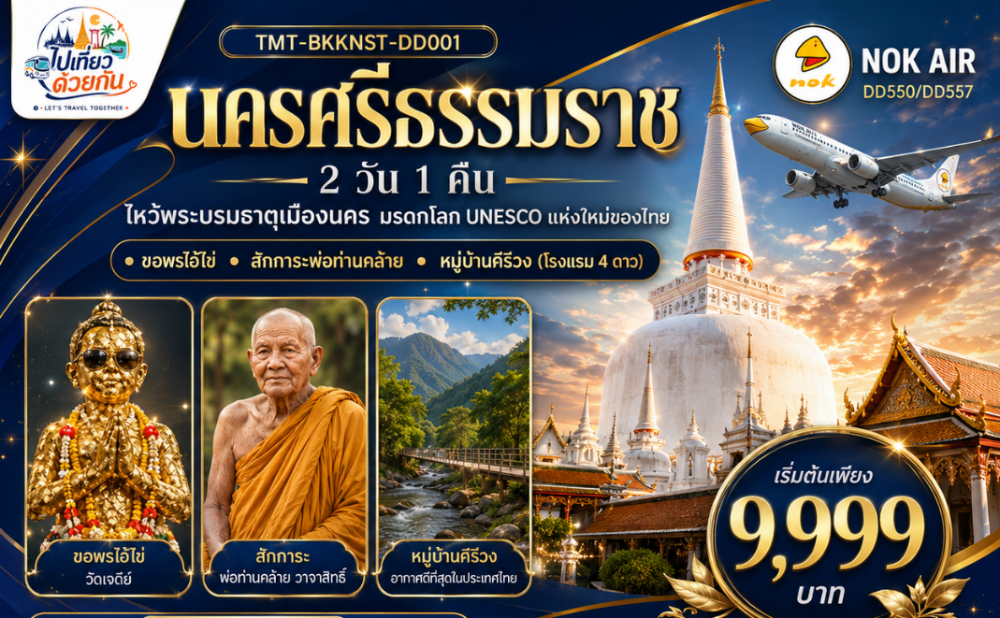 ไปเที่ยว
ด้วยกัน
LET'S TRAVEL TOGETHER
TMT-BKKNST-DD001
nok
NOK AIR
DD550/DD557
นครศรีธรรมราช
2 วัน 1 คืน
ไหว้พระบรมธาตุเมืองนคร มรดกโลก UNESCO แห่งใหม่ของไทย
• ขอพรไอ้ไข่ • สักการะพ่อท่านคล้าย • หมู่บ้านคีรีวง (โรงแรม 4 ดาว) •
ขอพรไอ้ไข่
วัดเจดีย์
สักการะ
พ่อท่านคล้าย วาจาสิทธิ์
หมู่บ้านคีรีวง
อากาศดีที่สุดในประเทศไทย
เริ่มต้นเพียง
9,999
บาท